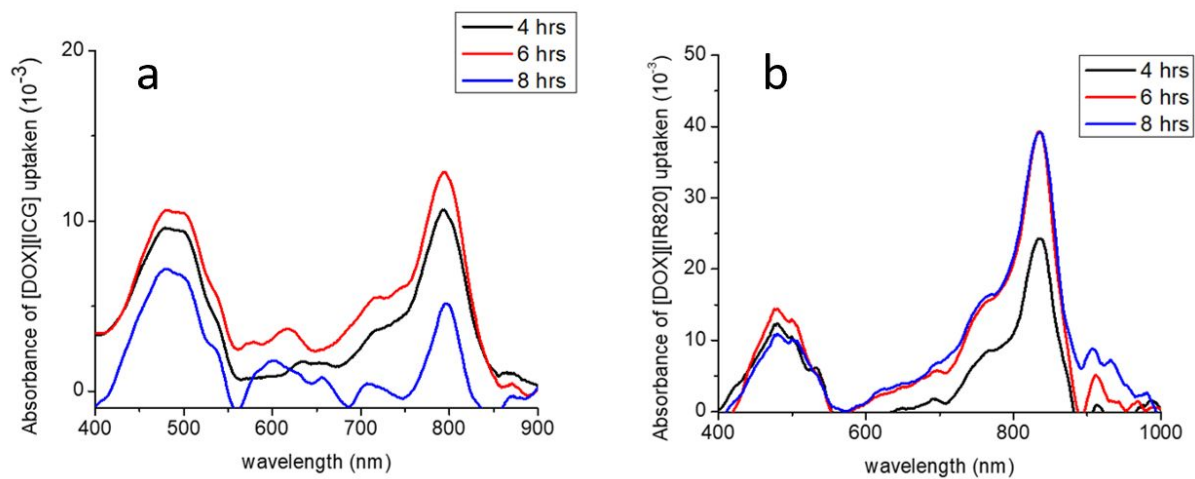 a
4 hrs
6 hrs
8 hrs
Absorbance of [DOX][ICG] uptaken (10⁻³)
20
10
0
400 500 600 700 800 900
wavelength (nm)
b
4 hrs
6 hrs
8 hrs
Absorbance of [DOX][IR820] uptaken (10⁻³)
50
40
30
20
10
0
400 600 800 1000
wavelength (nm)